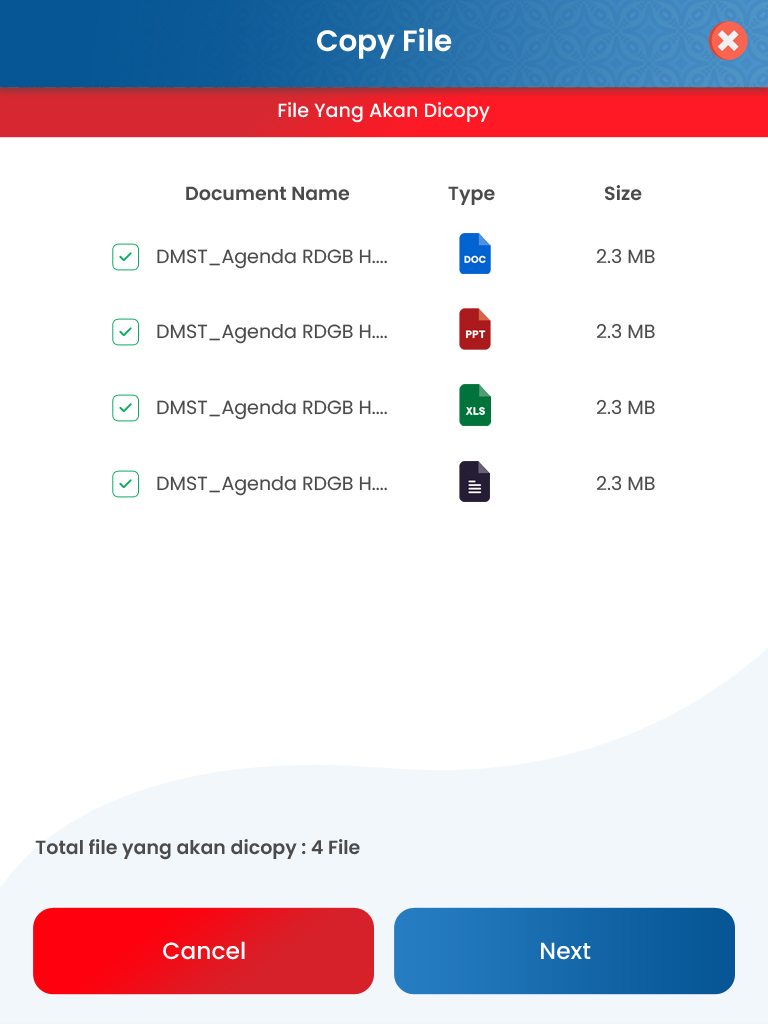 Copy File
File Yang Akan Dicopy
Document Name Type Size
DMST_Agenda RDGB H.... DOC 2.3 MB
DMST_Agenda RDGB H.... PPT 2.3 MB
DMST_Agenda RDGB H.... XLS 2.3 MB
DMST_Agenda RDGB H.... 2.3 MB
Total file yang akan dicopy : 4 File
Cancel Next